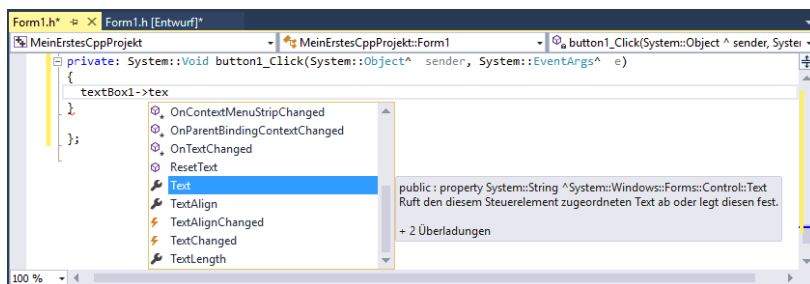 Form1.h* Form1.h [Entwurf]*
MeinErstesCppProjekt MeinErstesCppProjekt::Form1 button1_Click(System::Object ^ sender, System
private: System::Void button1_Click(System::Object^ sender, System::EventArgs^ e)
{
textBox1->tex
}
};
OnContextMenuStripChanged
OnParentBindingContextChanged
OnTextChanged
ResetText
Text
TextAlign
TextAlignChanged
TextChanged
TextLength
public : property System::String ^System::Windows::Forms::Control::Text
Ruft den diesem Steuerelement zugeordneten Text ab oder legt diesen fest.
+ 2 Überladungen
100 %